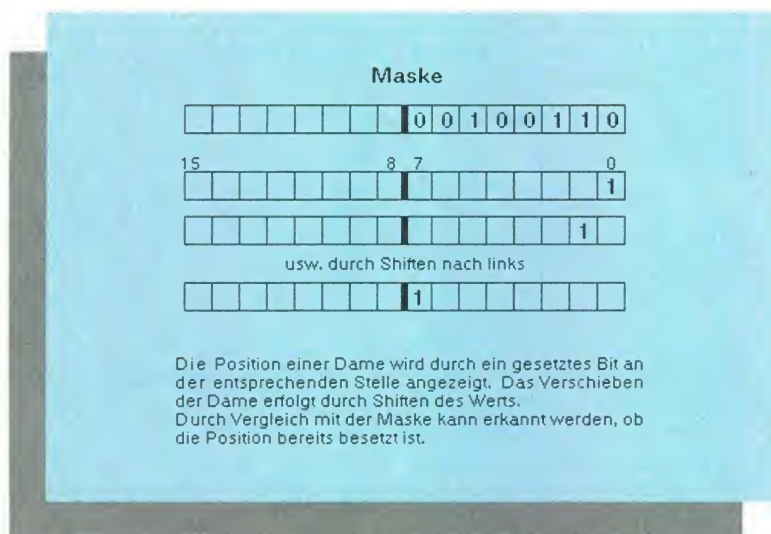 Maske
0 0 1 0 0 1 1 0
15 8 7 0
1
1
usw. durch Shiften nach links
1
Die Position einer Dame wird durch ein gesetztes Bit an
der entsprechenden Stelle angezeigt. Das Verschieben
der Dame erfolgt durch Shiften des Werts.
Durch Vergleich mit der Maske kann erkannt werden, ob
die Position bereits besetzt ist.